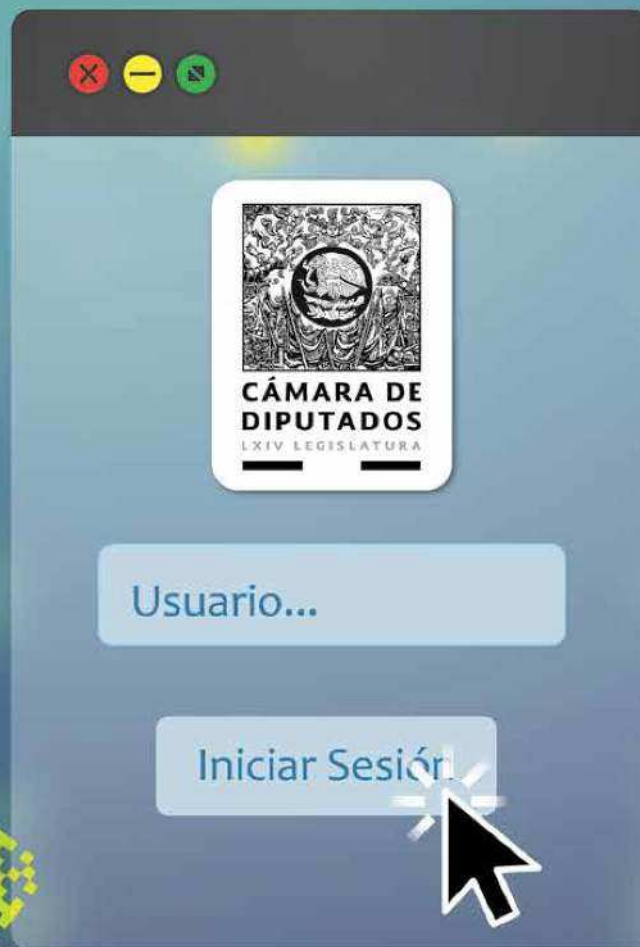 CÁMARA DE
DIPUTADOS
LXIV LEGISLATURA
Usuario...
Iniciar Sesión